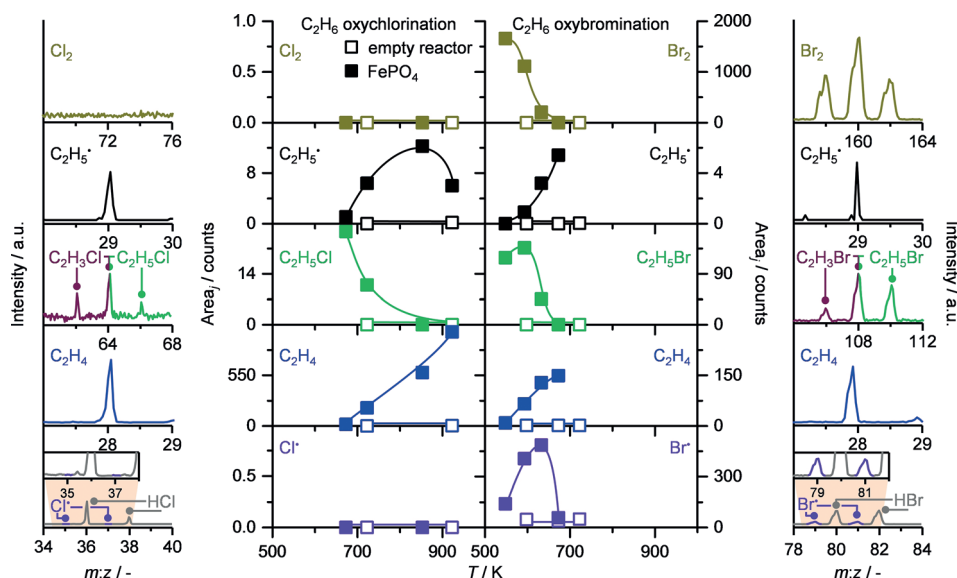 C₂H₆ oxychlorination
C₂H₆ oxybromination
empty reactor
FePO₄
Intensity / a.u.
Cl₂
72 76
C₂H₅•
29 30
C₂H₃Cl C₂H₅Cl
64 68
C₂H₄
28 29
35 37
Cl• HCl
34 36 38 40
m:z / -
Areaⱼ / counts
Cl₂
1.0
0.5
0.0
C₂H₅•
8
0
C₂H₅Cl
14
0
C₂H₄
550
0
Cl•
0.5
0.0
500 700 900 500 700 900
T / K
Br₂
2000
1000
0
C₂H₅•
6
0
C₂H₅Br
90
0
C₂H₄
150
0
Br•
400
0
Areaⱼ / counts
Br₂
160 164
C₂H₅•
29 30
C₂H₃Br C₂H₅Br
108 112
C₂H₄
28 29
79 81
Br• HBr
78 80 82 84
m:z / -
Intensity / a.u.